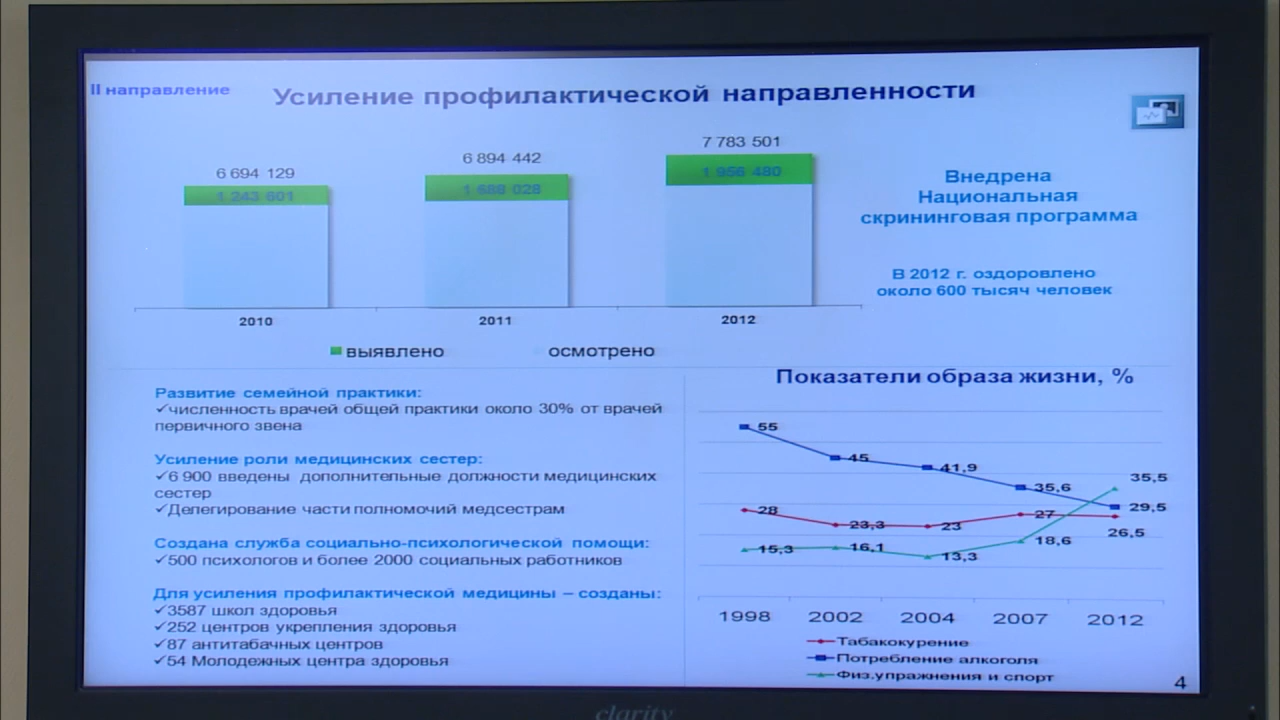 II направление
Усиление профилактической направленности
6 694 129
6 894 442
7 783 501
1 243 601
1 688 028
1 956 480
2010
2011
2012
выявлено
осмотрено
Внедрена
Национальная
скрининговая программа
В 2012 г. оздоровлено
около 600 тысяч человек
Развитие семейной практики:
✓численность врачей общей практики около 30% от врачей
первичного звена
Усиление роли медицинских сестер:
✓6 900 введены дополнительные должности медицинских
сестер
✓Делегирование части полномочий медсестрам
Создана служба социально-психологической помощи:
✓500 психологов и более 2000 социальных работников
Для усиления профилактической медицины – созданы:
✓3587 школ здоровья
✓252 центров укрепления здоровья
✓87 антитабачных центров
✓54 Молодежных центра здоровья
Показатели образа жизни, %
55
45
41,9
35,6
29,5
28
23,3
23
27
26,5
15,3
16,1
13,3
18,6
35,5
1998
2002
2004
2007
2012
Табакокурение
Потребление алкоголя
Физ.упражнения и спорт
4
clarity